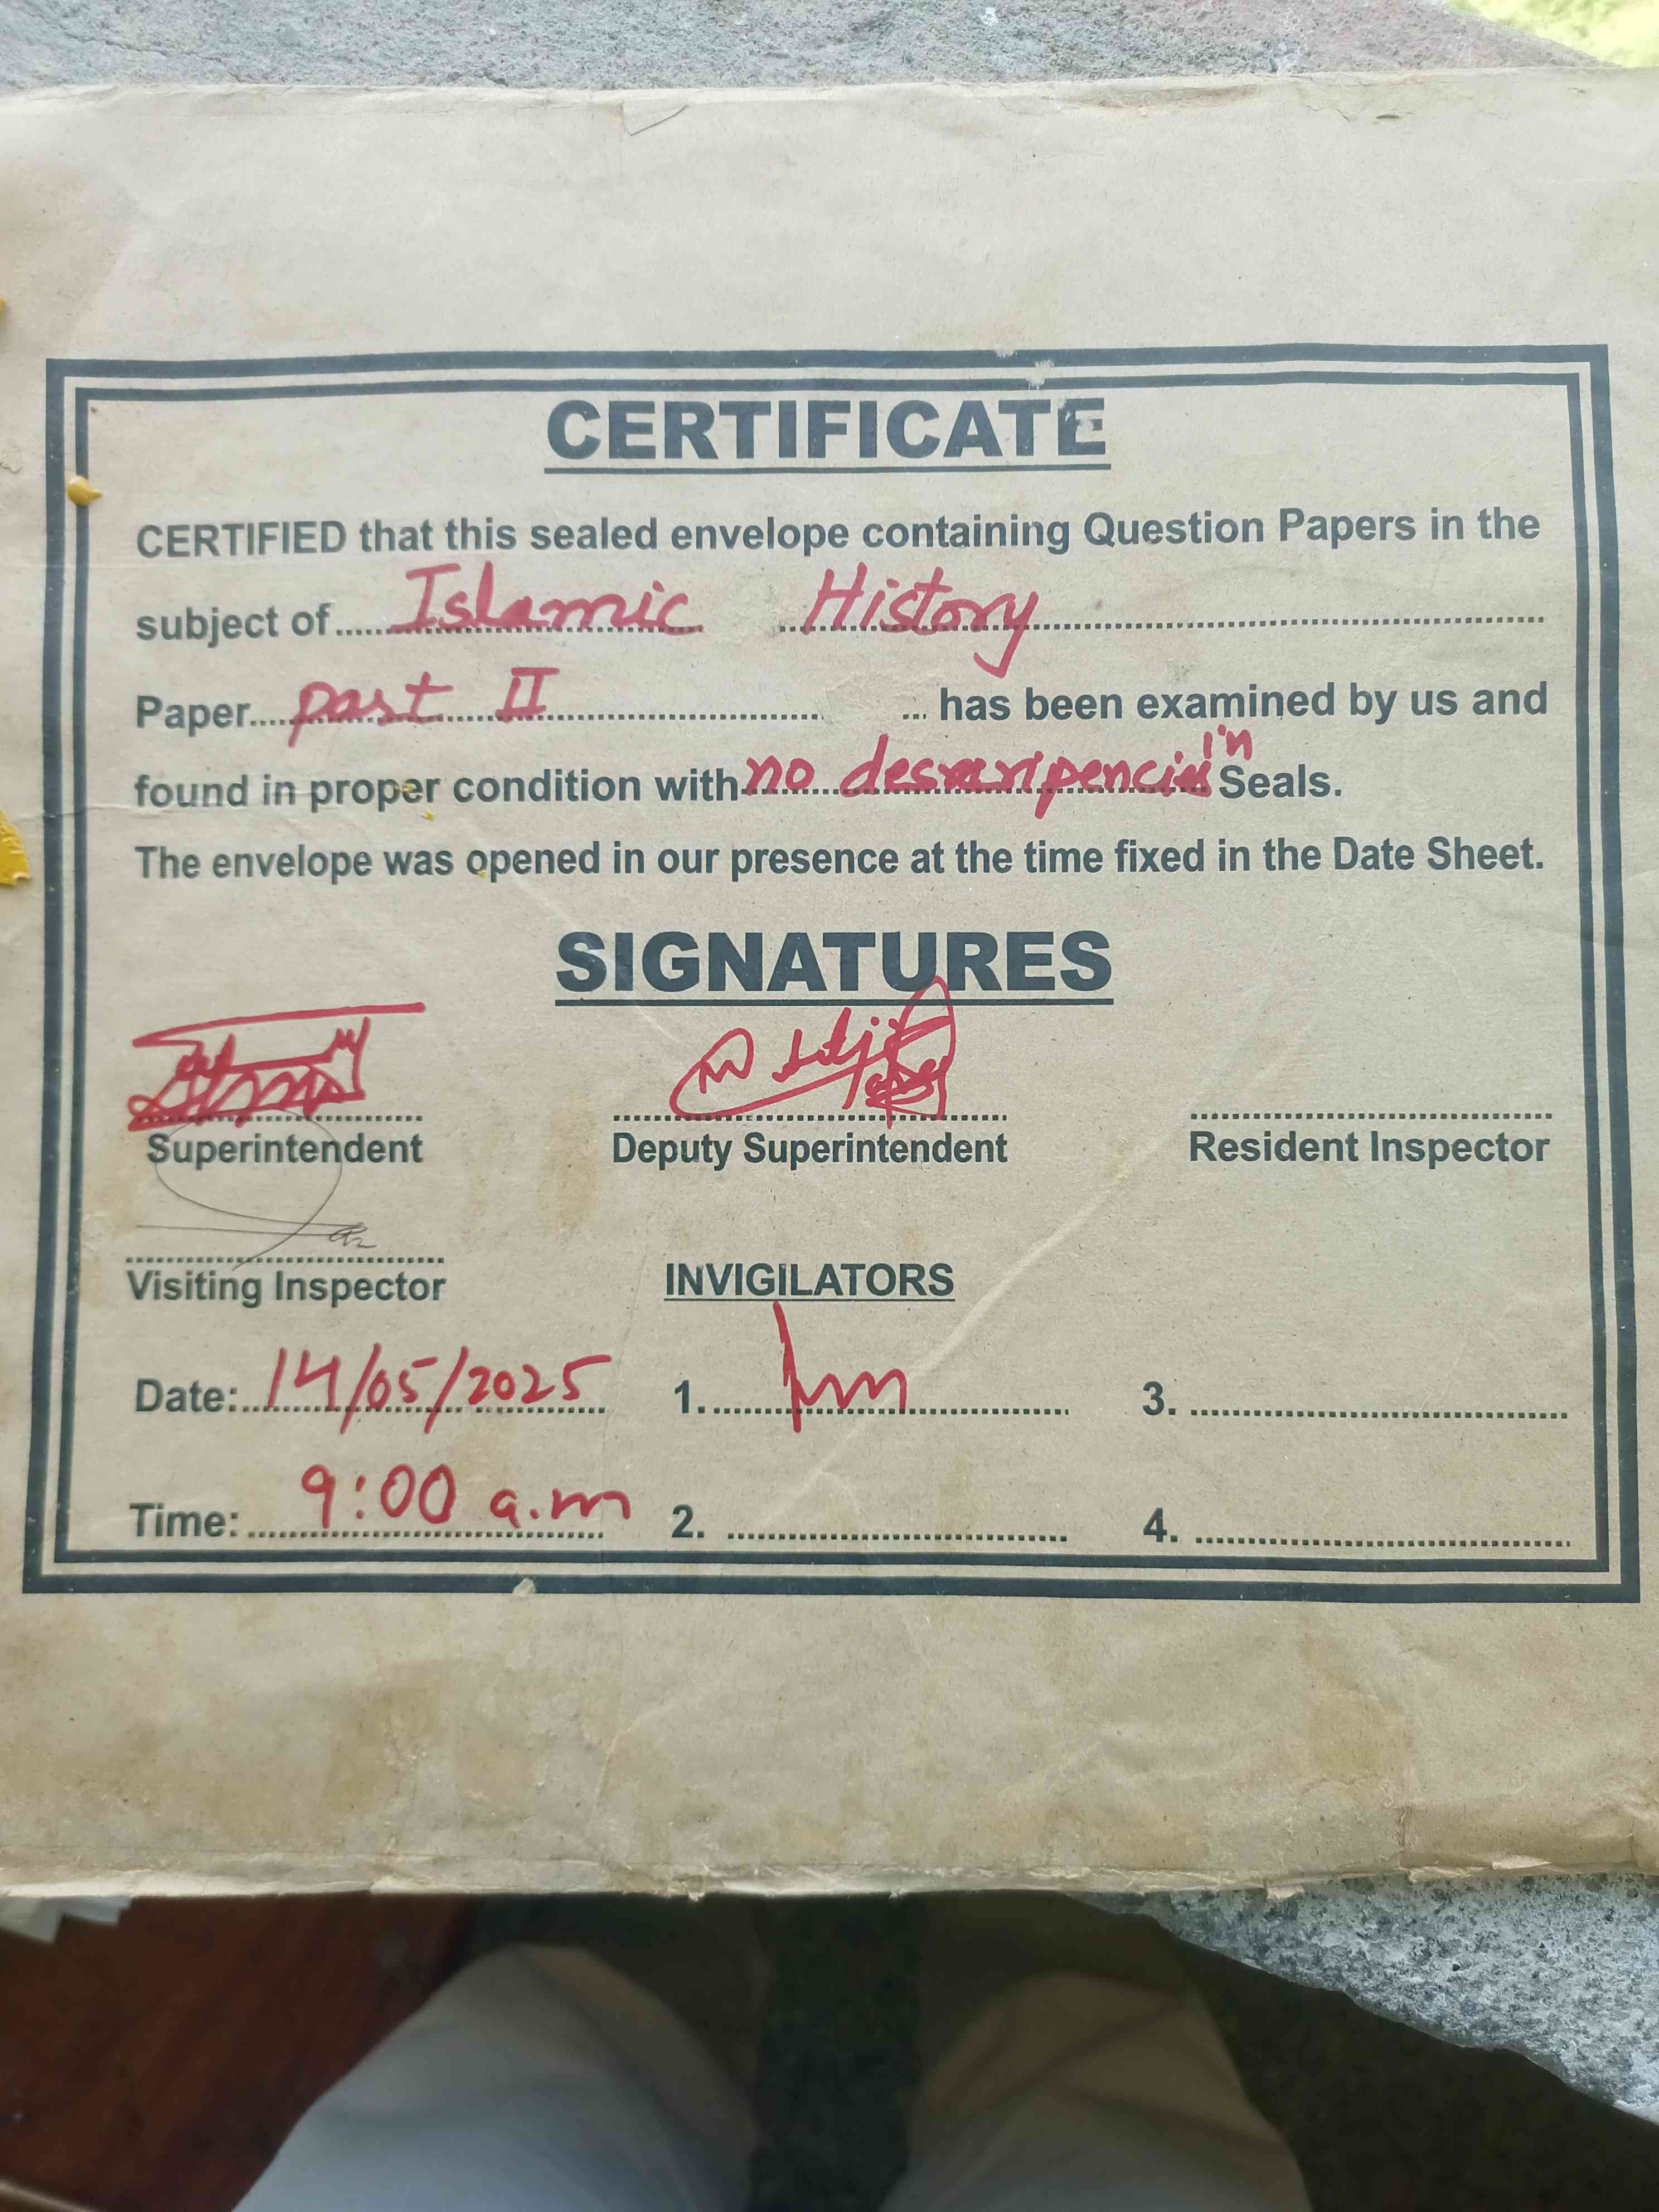 CERTIFICATE
CERTIFIED that this sealed envelope containing Question Papers in the
subject of Islamic History
Paper part II has been examined by us and
found in proper condition with no in Seals.
The envelope was opened in our presence at the time fixed in the Date Sheet.
SIGNATURES
Superintendent Deputy Superintendent Resident Inspector
Visiting Inspector INVIGILATORS
Date: 14/05/2025 1. 3.
Time: 9:00 a.m 2. 4.